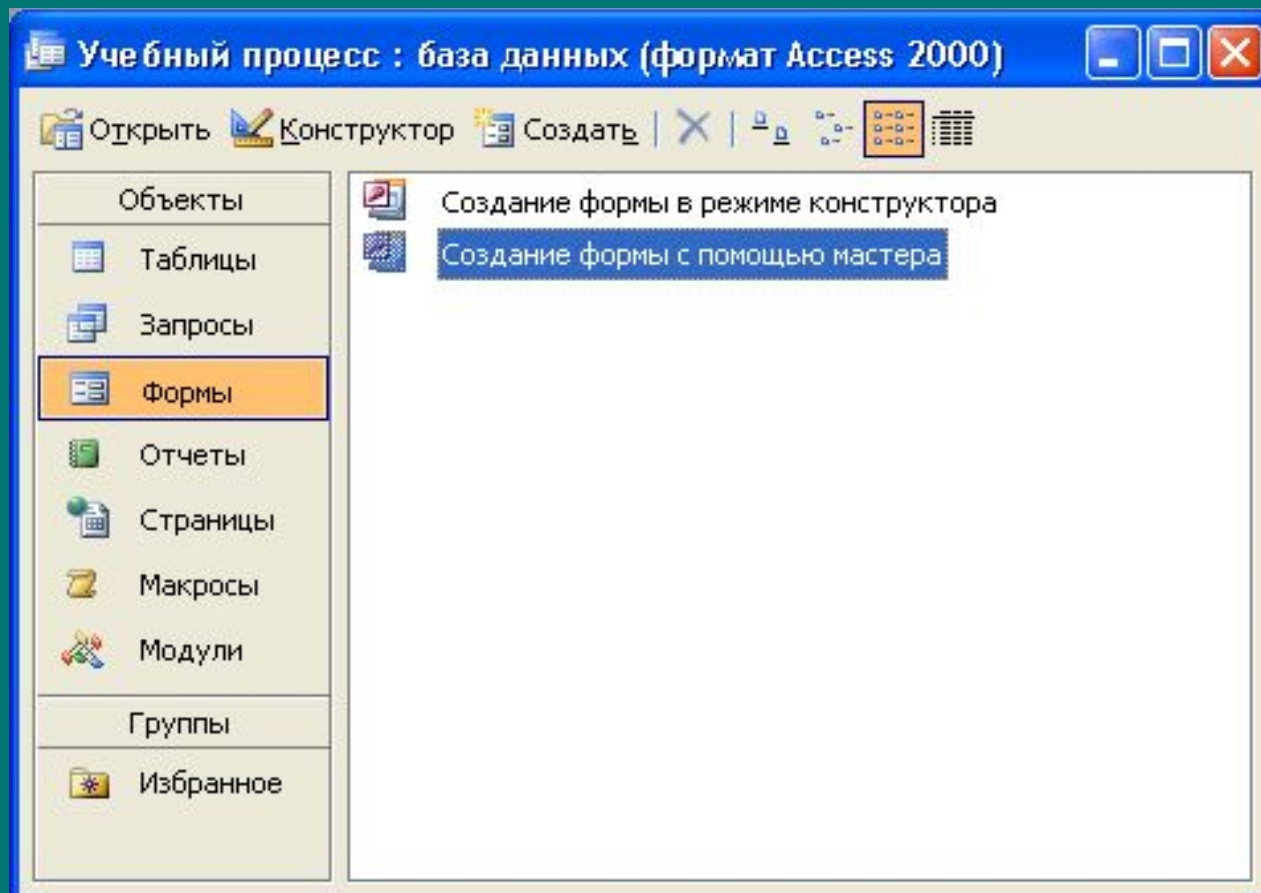 Учебный процесс : база данных (формат Access 2000)
Открыть Конструктор Создать
Объекты
Таблицы
Запросы
Формы
Отчеты
Страницы
Макросы
Модули
Группы
Избранное
Создание формы в режиме конструктора
Создание формы с помощью мастера